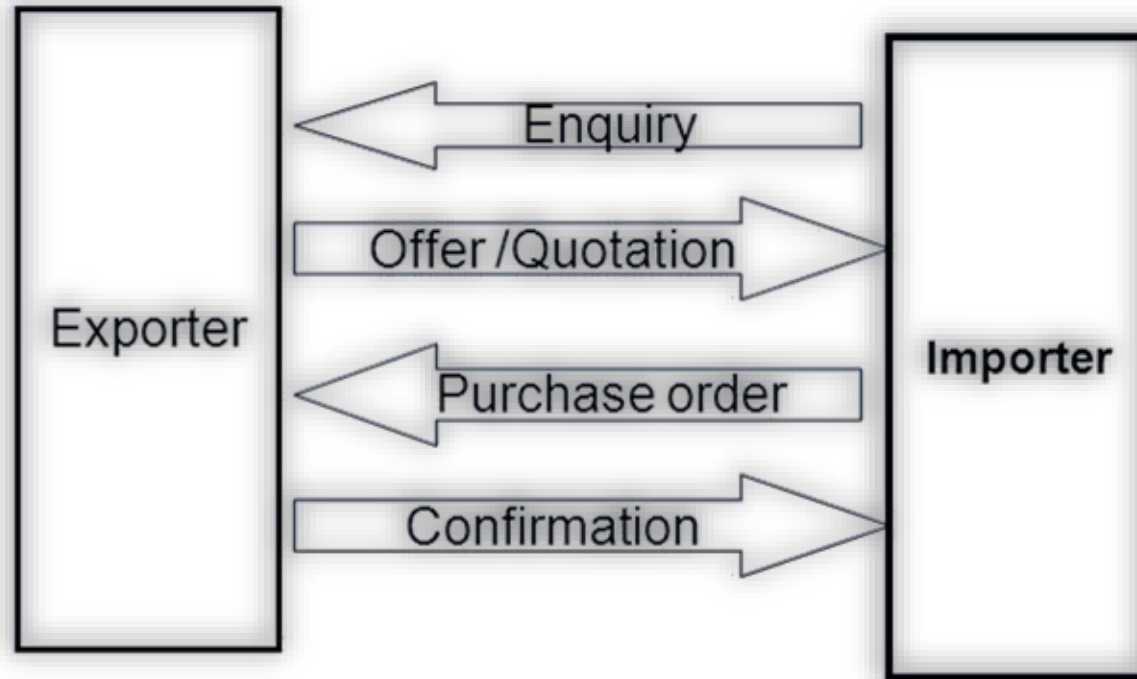 Enquiry
Offer /Quotation
Exporter
Importer
Purchase order
Confirmation